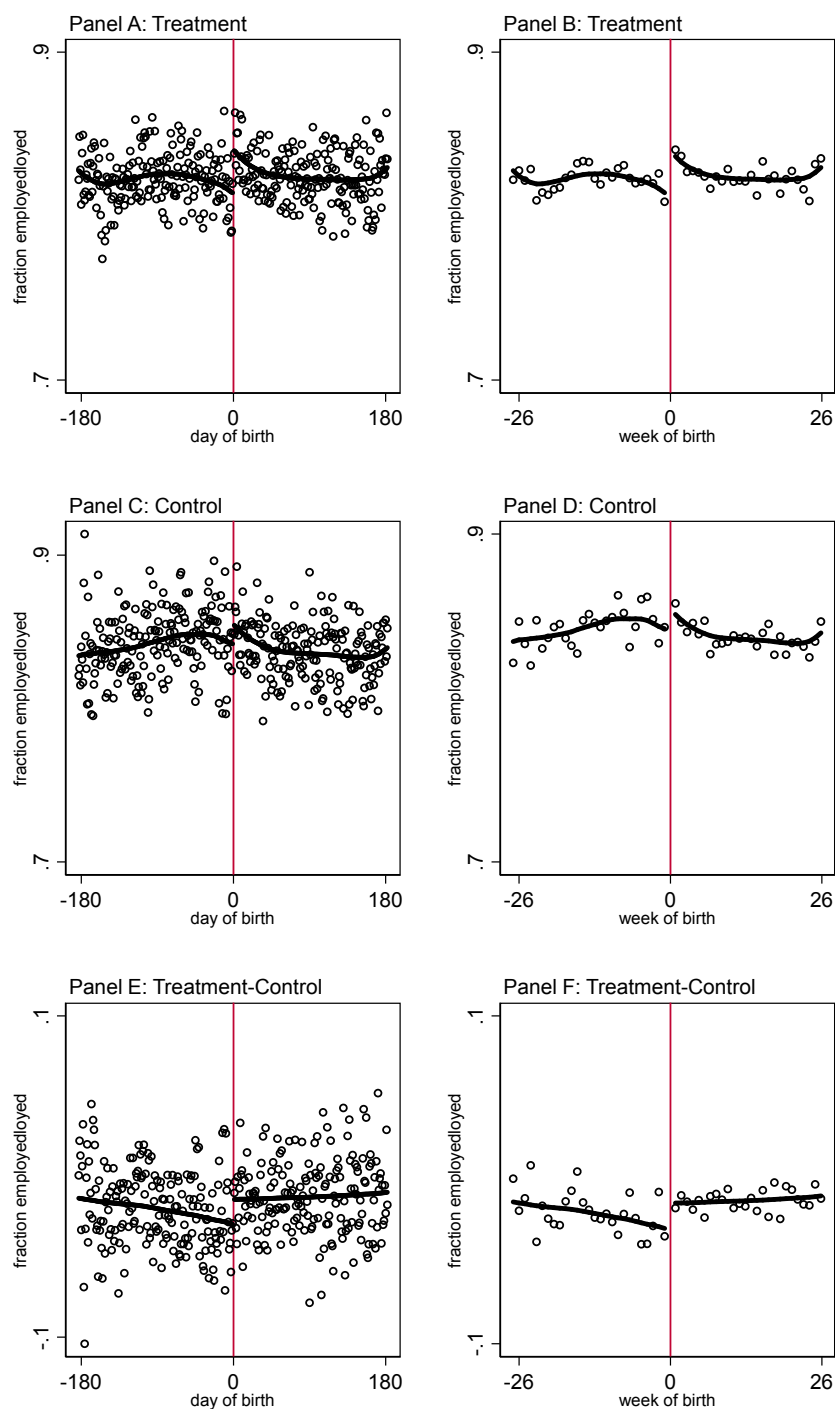 Panel A: Treatment
fraction employedloyed
.9
.7
-180 0 180
day of birth
Panel B: Treatment
fraction employedloyed
.9
.7
-26 0 26
week of birth
Panel C: Control
fraction employedloyed
.9
.7
-180 0 180
day of birth
Panel D: Control
fraction employedloyed
.9
.7
-26 0 26
week of birth
Panel E: Treatment-Control
fraction employedloyed
.1
-.1
-180 0 180
day of birth
Panel F: Treatment-Control
fraction employedloyed
.1
-.1
-26 0 26
week of birth